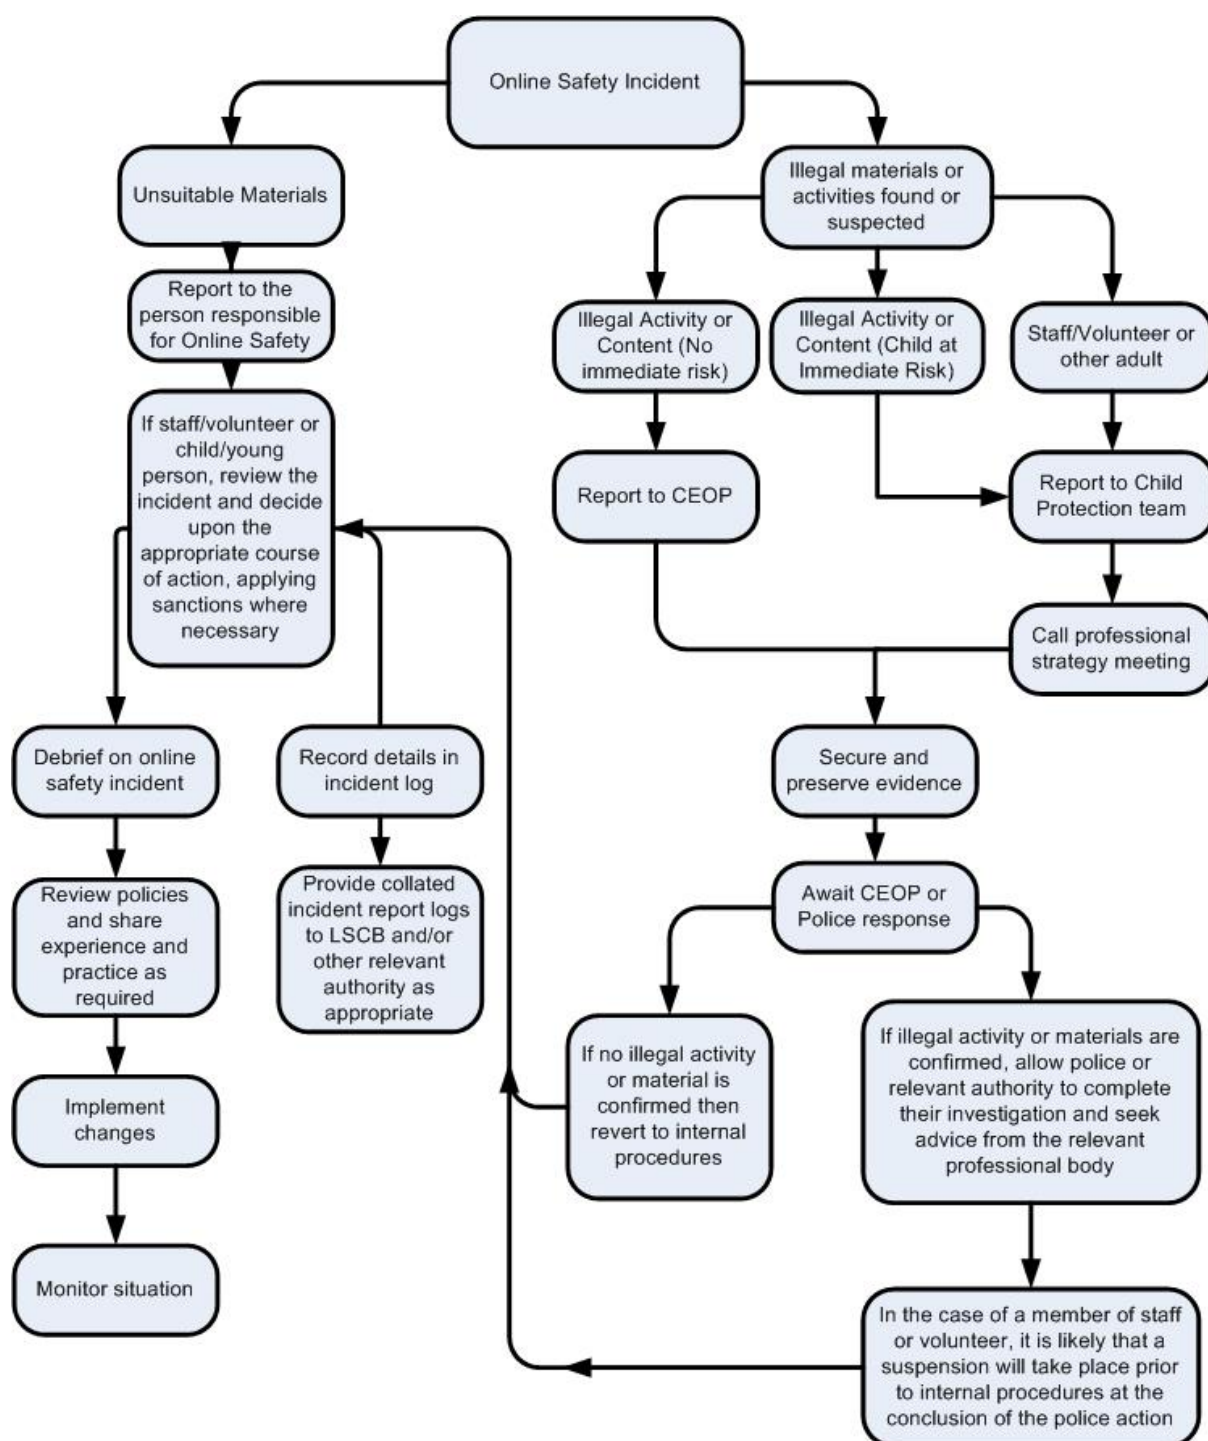 Online Safety Incident
Unsuitable Materials
Report to the
person responsible
for Online Safety
If staff/volunteer or
child/young
person, review the
incident and decide
upon the
appropriate course
of action, applying
sanctions where
necessary
Debrief on online
safety incident
Review policies
and share
experience and
practice as
required
Implement
changes
Monitor situation
Record details in
incident log
Provide collated
incident report logs
to LSCB and/or
other relevant
authority as
appropriate
Illegal materials or
activities found or
suspected
Illegal Activity or
Content (No
immediate risk)
Illegal Activity or
Content (Child at
Immediate Risk)
Staff/Volunteer or
other adult
Report to CEOP
Report to Child
Protection team
Call professional
strategy meeting
Secure and
preserve evidence
Await CEOP or
Police response
If no illegal activity
or material is
confirmed then
revert to internal
procedures
If illegal activity or materials are
confirmed, allow police or
relevant authority to complete
their investigation and seek
advice from the relevant
professional body
In the case of a member of staff
or volunteer, it is likely that a
suspension will take place prior
to internal procedures at the
conclusion of the police action